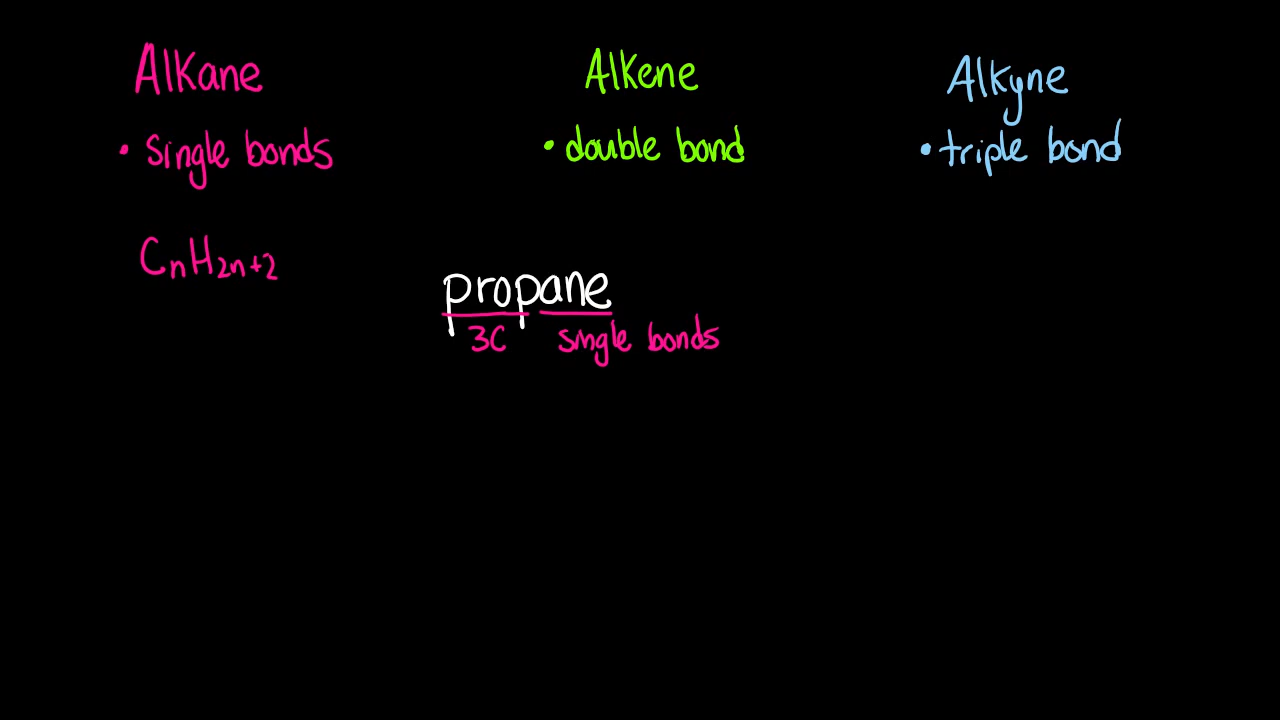 Alkane
• single bonds
CnH2n+2
Alkene
• double bond
Alkyne
• triple bond
propane
3C single bonds